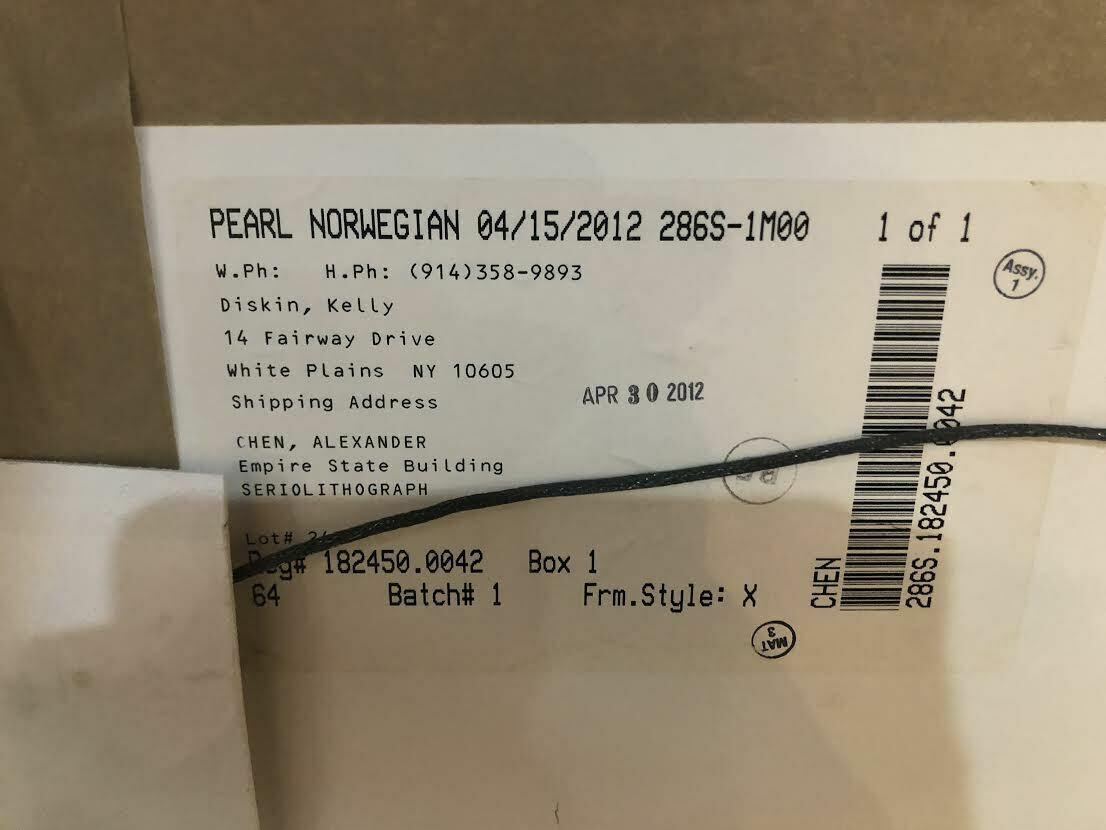 PEARL NORWEGIAN 04/15/2012 286S-1M00 1 of 1
W.Ph: H.Ph: (914)358-9893
Assy. 1
Diskin, Kelly
14 Fairway Drive
White Plains NY 10605
Shipping Address
APR 30 2012
CHEN, ALEXANDER
Empire State Building
SERIOLITHOGRAPH
Lot#
182450.0042 Box 1
64 Batch# 1 Frm.Style: X
CHEN
286S.182450.0042
MAT 3